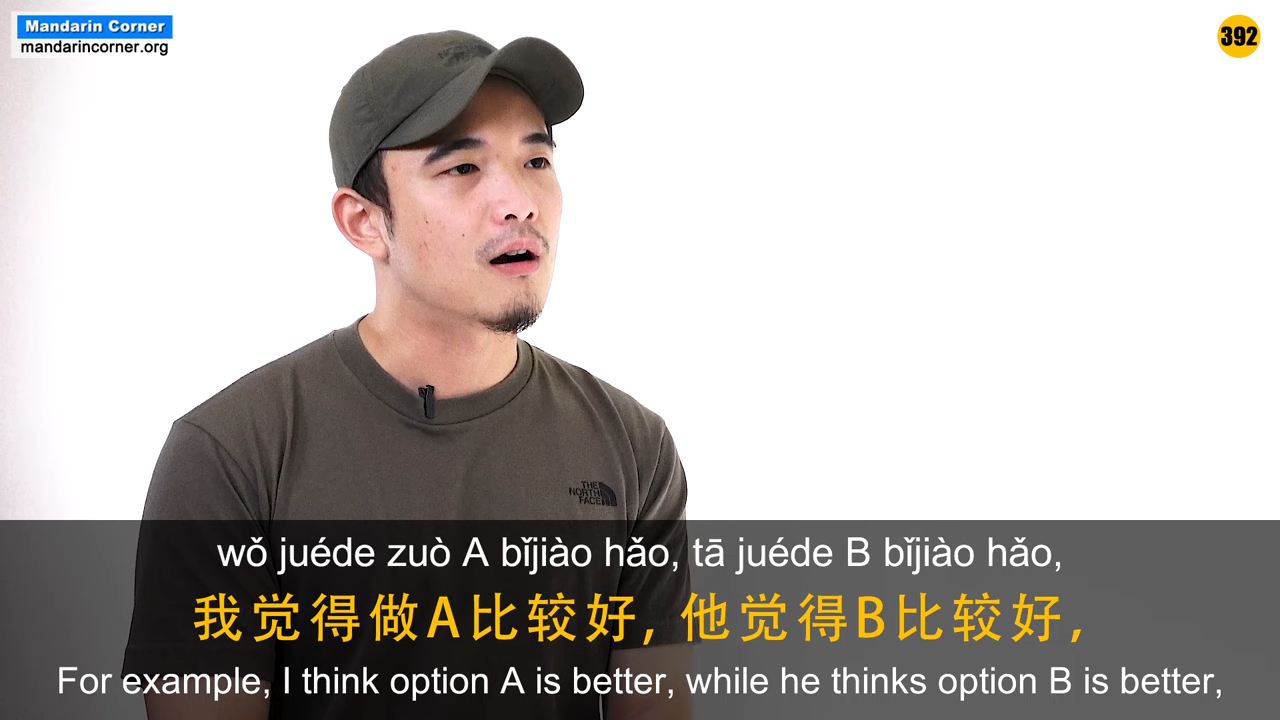 Mandarin Corner
mandarincorner.org
392
THE
NORTH
FACE
wǒ juéde zuò A bǐjiào hǎo, tā juéde B bǐjiào hǎo,
我觉得做A比较好, 他觉得B比较好,
For example, I think option A is better, while he thinks option B is better,